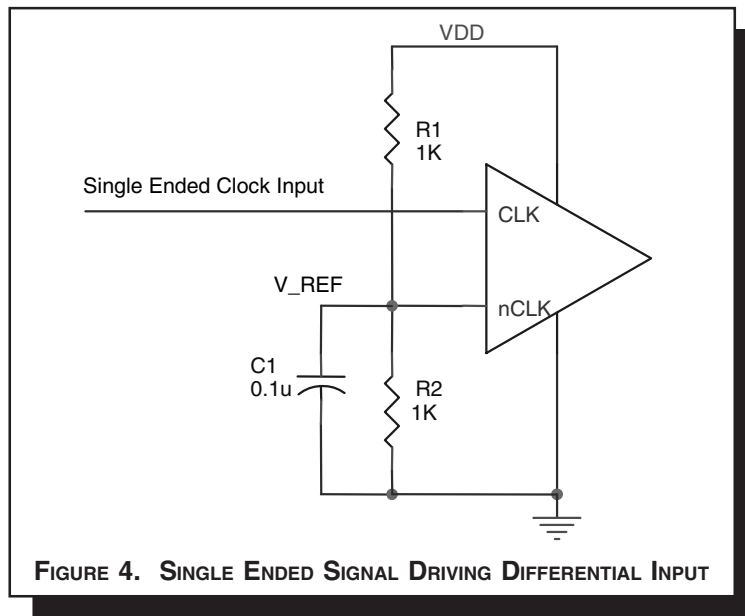 VDD
R1
1K
Single Ended Clock Input
CLK
V_REF
nCLK
C1
0.1u
R2
1K
FIGURE 4. SINGLE ENDED SIGNAL DRIVING DIFFERENTIAL INPUT